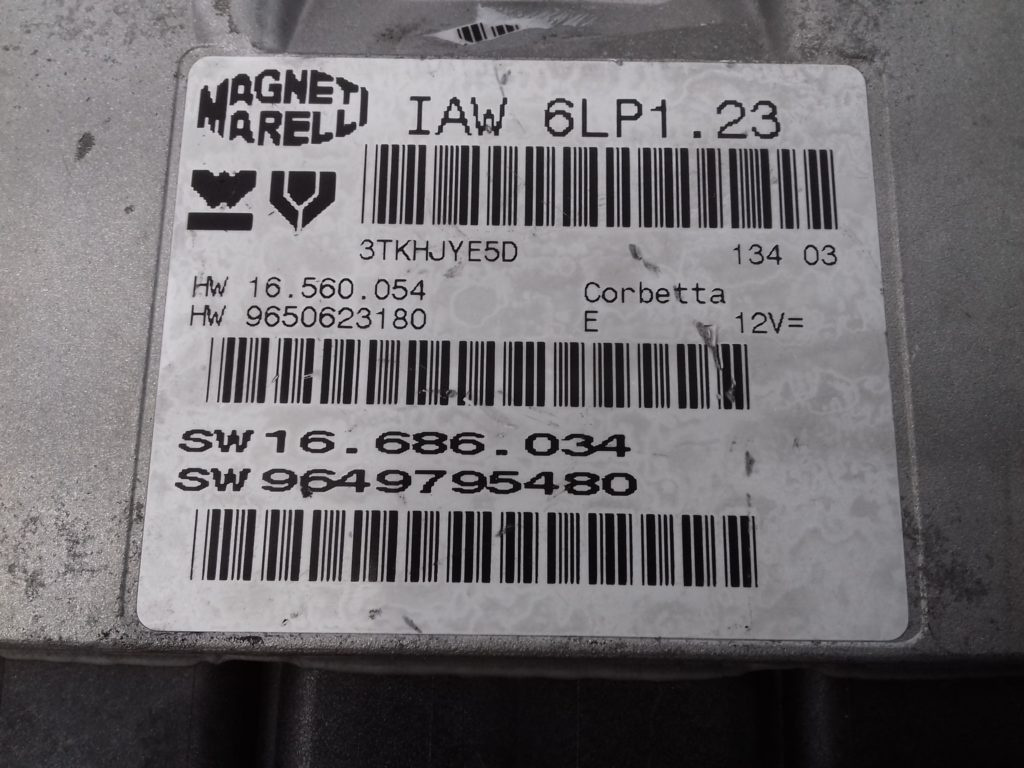 MAGNETI
MARELLI
IAW 6LP1.23
3TKHJYE5D 134 03
HW 16.560.054 Corbetta
HW 9650623180 E 12V=
SW 16.686.034
SW 9649795480